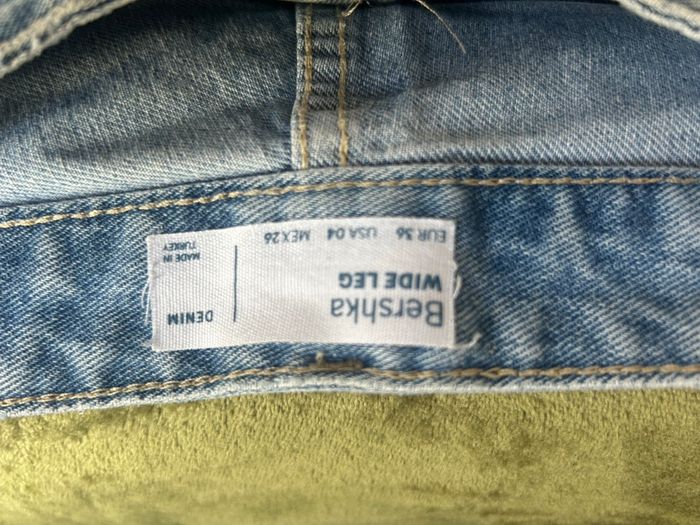 Bershka
WIDE LEG
EUR 36 USA 04 MEX 26
DENIM
MADE IN
TURKEY